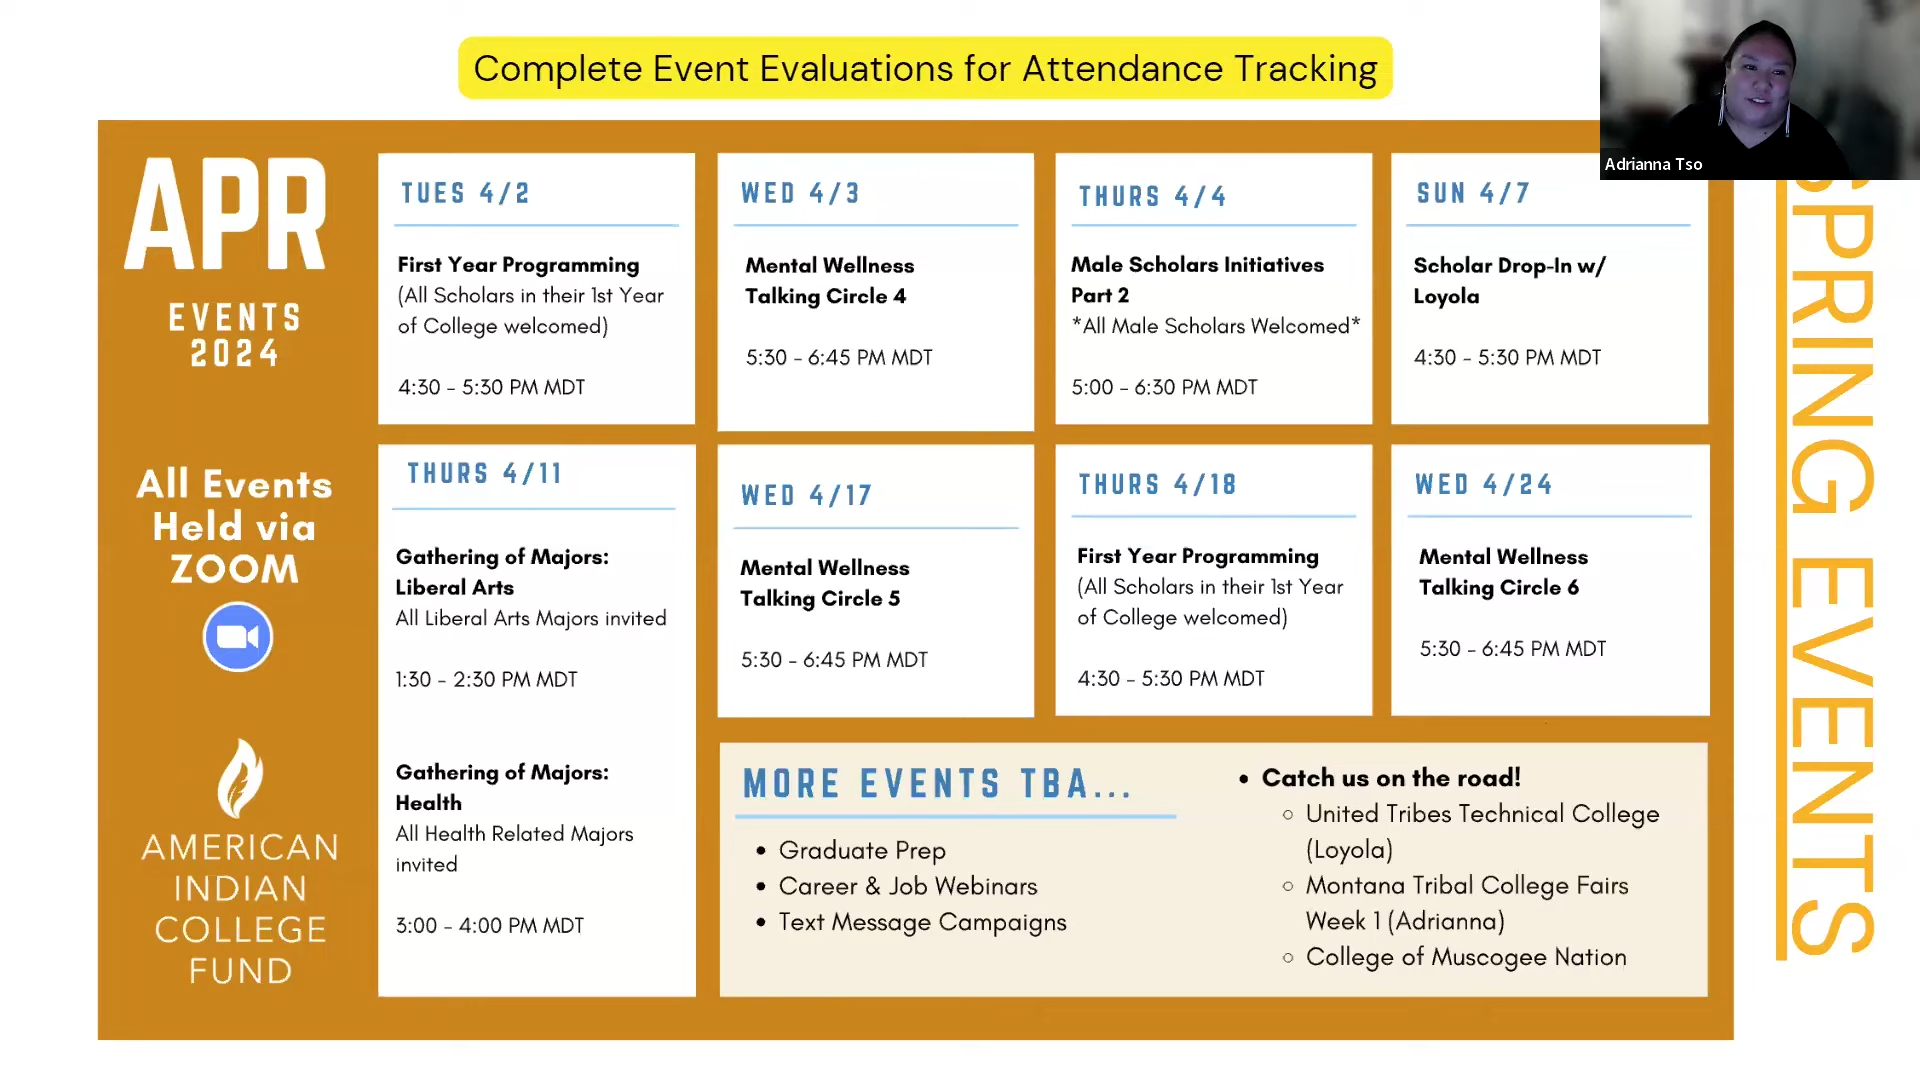 Complete Event Evaluations for Attendance Tracking
Adrianna Tso
APR
EVENTS
2024
All Events
Held via
ZOOM
AMERICAN
INDIAN
COLLEGE
FUND
TUES 4/2
First Year Programming
(All Scholars in their 1st Year
of College welcomed)
4:30 - 5:30 PM MDT
WED 4/3
Mental Wellness
Talking Circle 4
5:30 - 6:45 PM MDT
THURS 4/4
Male Scholars Initiatives
Part 2
*All Male Scholars Welcomed*
5:00 - 6:30 PM MDT
SUN 4/7
Scholar Drop-In w/
Loyola
4:30 - 5:30 PM MDT
THURS 4/11
Gathering of Majors:
Liberal Arts
All Liberal Arts Majors invited
1:30 - 2:30 PM MDT
Gathering of Majors:
Health
All Health Related Majors
invited
3:00 - 4:00 PM MDT
WED 4/17
Mental Wellness
Talking Circle 5
5:30 - 6:45 PM MDT
THURS 4/18
First Year Programming
(All Scholars in their 1st Year
of College welcomed)
4:30 - 5:30 PM MDT
WED 4/24
Mental Wellness
Talking Circle 6
5:30 - 6:45 PM MDT
MORE EVENTS TBA...
• Graduate Prep
• Career & Job Webinars
• Text Message Campaigns
• Catch us on the road!
◦ United Tribes Technical College
(Loyola)
◦ Montana Tribal College Fairs
Week 1 (Adrianna)
◦ College of Muscogee Nation
SPRING EVENTS